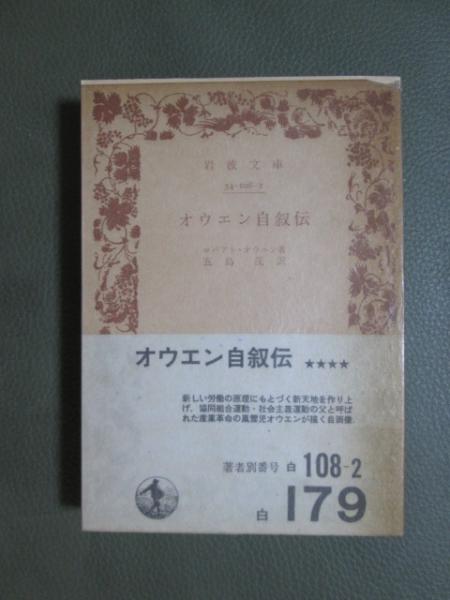 岩波文庫
34-108-2
オウエン自叙伝
ロバアト・オウエン著
五島茂訳
オウエン自叙伝 ★★★★
新しい労働の原理にもとづく新天地を作り上
げ，協同組合運動・社会主義運動の父と呼ば
れた産業革命の風雲児オウエンが描く自画像．
著者別番号 白 108-2
白 179